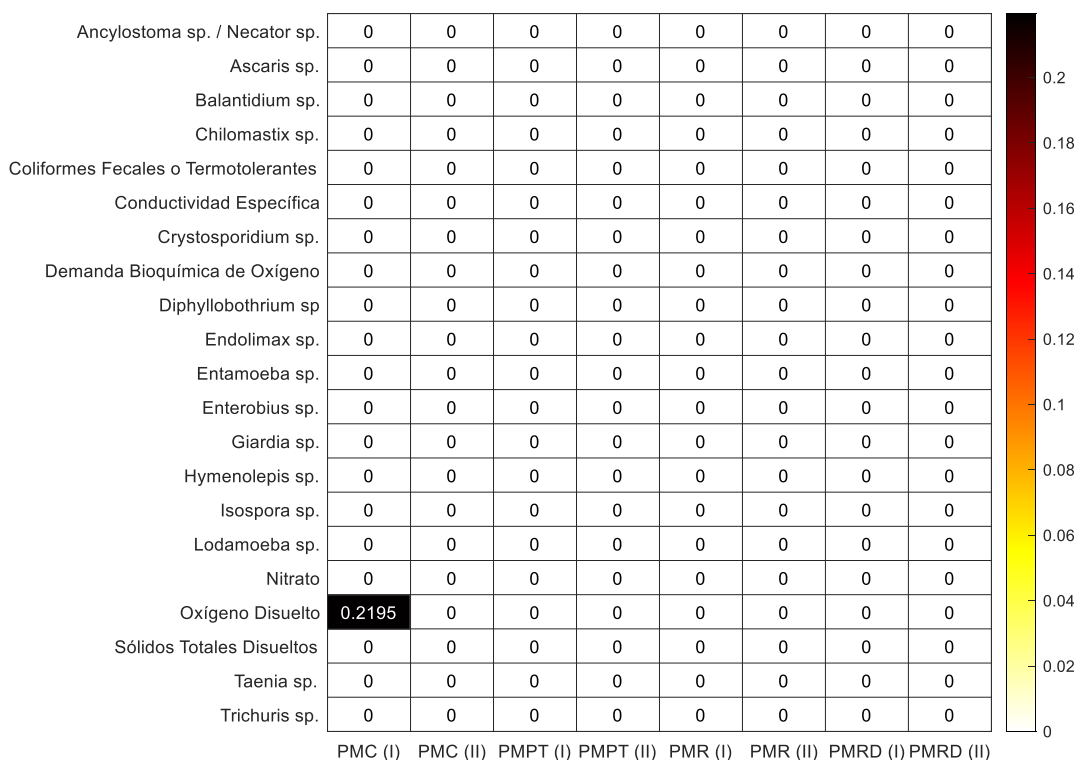 Ancylostoma sp. / Necator sp. 0 0 0 0 0 0 0 0
Ascaris sp. 0 0 0 0 0 0 0 0
Balantidium sp. 0 0 0 0 0 0 0 0
Chilomastix sp. 0 0 0 0 0 0 0 0
Coliformes Fecales o Termotolerantes 0 0 0 0 0 0 0 0
Conductividad Específica 0 0 0 0 0 0 0 0
Crystosporidium sp. 0 0 0 0 0 0 0 0
Demanda Bioquímica de Oxígeno 0 0 0 0 0 0 0 0
Diphyllobothrium sp 0 0 0 0 0 0 0 0
Endolimax sp. 0 0 0 0 0 0 0 0
Entamoeba sp. 0 0 0 0 0 0 0 0
Enterobius sp. 0 0 0 0 0 0 0 0
Giardia sp. 0 0 0 0 0 0 0 0
Hymenolepis sp. 0 0 0 0 0 0 0 0
Isospora sp. 0 0 0 0 0 0 0 0
Lodamoeba sp. 0 0 0 0 0 0 0 0
Nitrato 0 0 0 0 0 0 0 0
Oxígeno Disuelto 0.2195 0 0 0 0 0 0 0
Sólidos Totales Disueltos 0 0 0 0 0 0 0 0
Taenia sp. 0 0 0 0 0 0 0 0
Trichuris sp. 0 0 0 0 0 0 0 0
PMC (I) PMC (II) PMPT (I) PMPT (II) PMR (I) PMR (II) PMRD (I) PMRD (II)
0.2
0.18
0.16
0.14
0.12
0.1
0.08
0.06
0.04
0.02
0